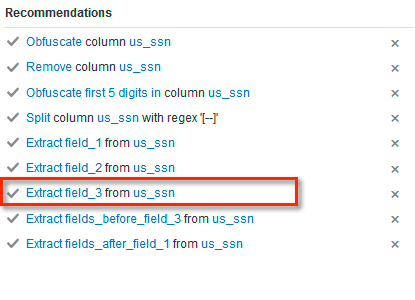 Recommendations
Obfuscate column us_ssn
Remove column us_ssn
Obfuscate first 5 digits in column us_ssn
Split column us_ssn with regex '[--]'
Extract field_1 from us_ssn
Extract field_2 from us_ssn
Extract field_3 from us_ssn
Extract fields_before_field_3 from us_ssn
Extract fields_after_field_1 from us_ssn